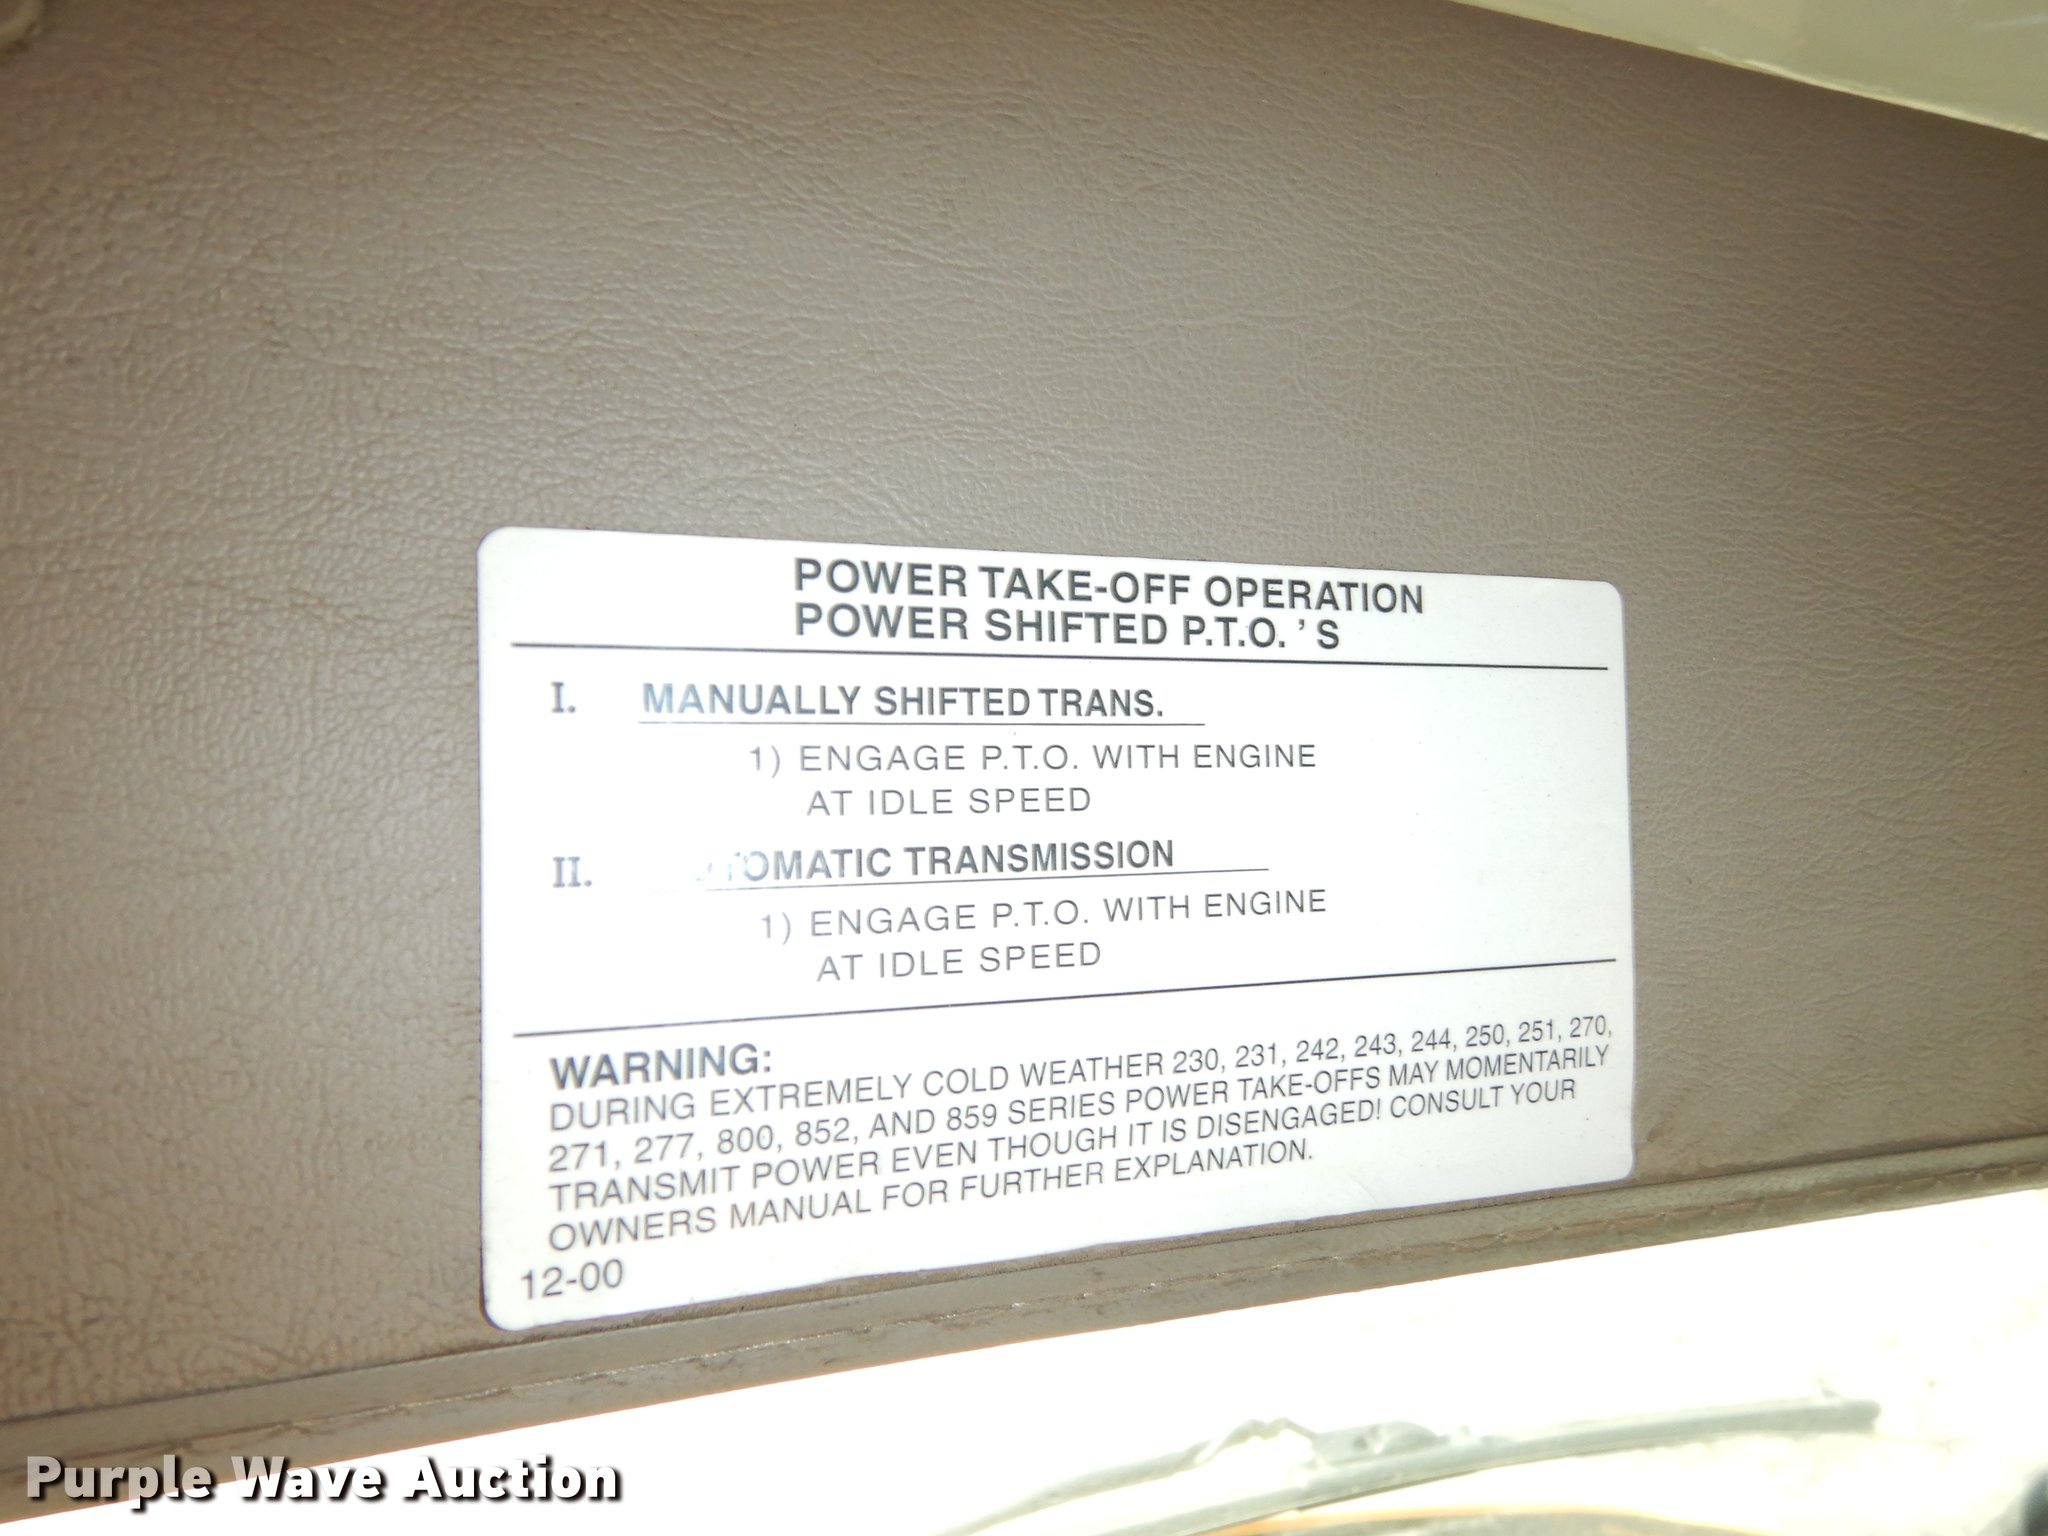 POWER TAKE-OFF OPERATION
POWER SHIFTED P.T.O. ' S
I. MANUALLY SHIFTED TRANS.
1) ENGAGE P.T.O. WITH ENGINE
AT IDLE SPEED
II. AUTOMATIC TRANSMISSION
1) ENGAGE P.T.O. WITH ENGINE
AT IDLE SPEED
WARNING:
DURING EXTREMELY COLD WEATHER 230, 231, 242, 243, 244, 250, 251, 270,
271, 277, 800, 852, AND 859 SERIES POWER TAKE-OFFS MAY MOMENTARILY
TRANSMIT POWER EVEN THOUGH IT IS DISENGAGED! CONSULT YOUR
OWNERS MANUAL FOR FURTHER EXPLANATION.
12-00
Purple Wave Auction